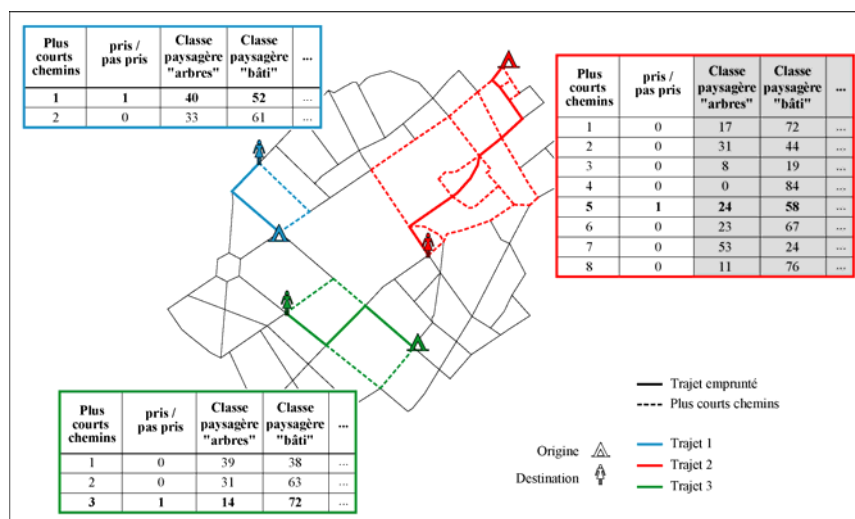 Plus courts chemins | pris / pas pris | Classe paysagère "arbres" | Classe paysagère "bâti" | ...
1 | 1 | 40 | 52 | ...
2 | 0 | 33 | 61 | ...
Plus courts chemins | pris / pas pris | Classe paysagère "arbres" | Classe paysagère "bâti" | ...
1 | 0 | 17 | 72 | ...
2 | 0 | 31 | 44 | ...
3 | 0 | 8 | 19 | ...
4 | 0 | 0 | 84 | ...
5 | 1 | 24 | 58 | ...
6 | 0 | 23 | 67 | ...
7 | 0 | 53 | 24 | ...
8 | 0 | 11 | 76 | ...
Plus courts chemins | pris / pas pris | Classe paysagère "arbres" | Classe paysagère "bâti" | ...
1 | 0 | 39 | 38 | ...
2 | 0 | 31 | 63 | ...
3 | 1 | 14 | 72 | ...
Trajet emprunté
Plus courts chemins
Origine
Destination
Trajet 1
Trajet 2
Trajet 3